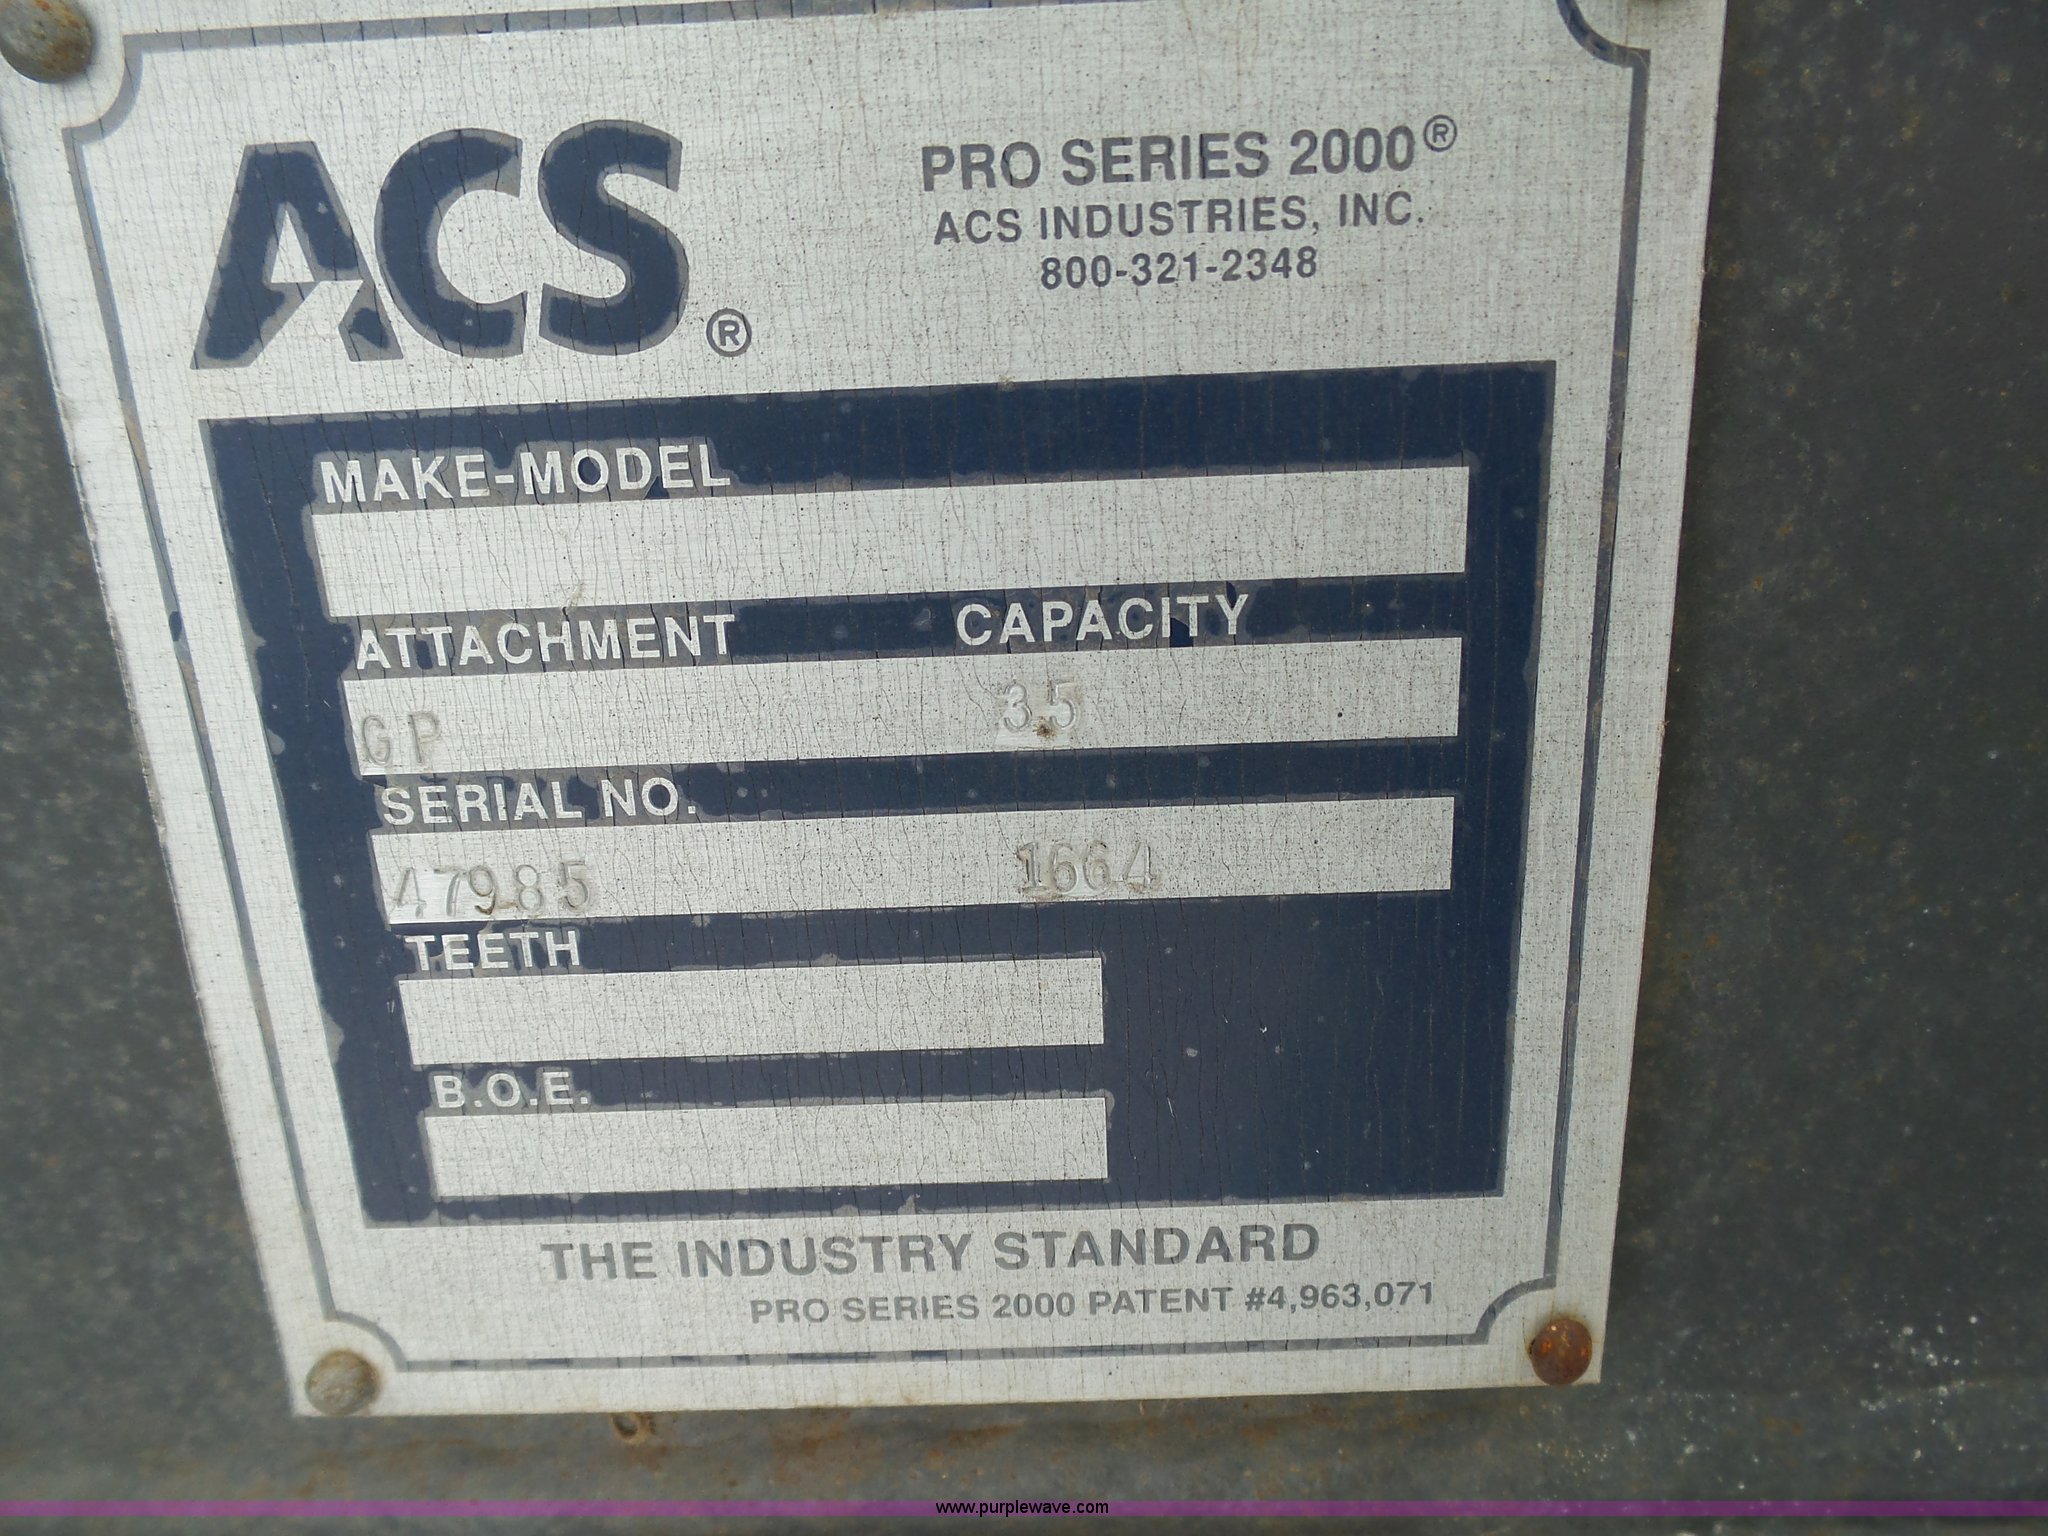 ACS®
PRO SERIES 2000®
ACS INDUSTRIES, INC.
800-321-2348
MAKE-MODEL
ATTACHMENT CAPACITY
GP 3.5
SERIAL NO.
47985 1664
TEETH
B.O.E.
THE INDUSTRY STANDARD
PRO SERIES 2000 PATENT #4,963,071
www.purplewave.com